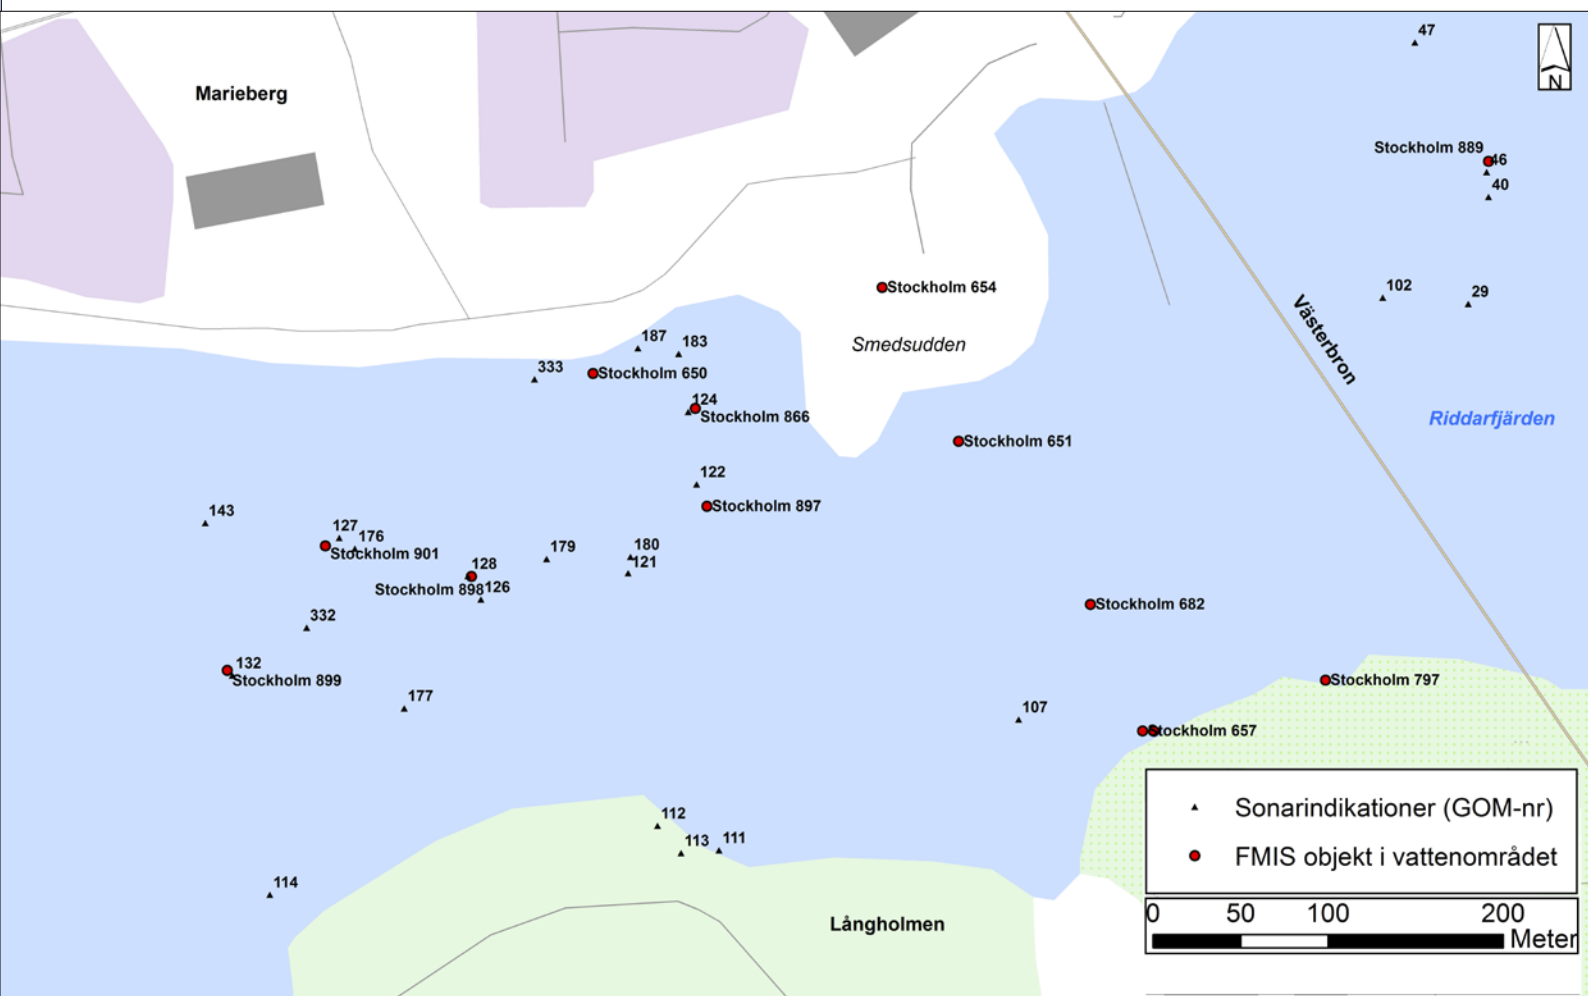 47
N
Marieberg
Stockholm 889
46
40
Stockholm 654
102
29
Västerbron
187
183
Smedsudden
333
Stockholm 650
124
Stockholm 866
Riddarfjärden
Stockholm 651
122
Stockholm 897
143
127
176
Stockholm 901
179
180
121
128
Stockholm 898
126
Stockholm 682
332
132
Stockholm 899
177
Stockholm 797
107
Stockholm 657
112
113
111
114
Långholmen
Sonarindikationer (GOM-nr)
FMIS objekt i vattenområdet
0 50 100 200
Meter